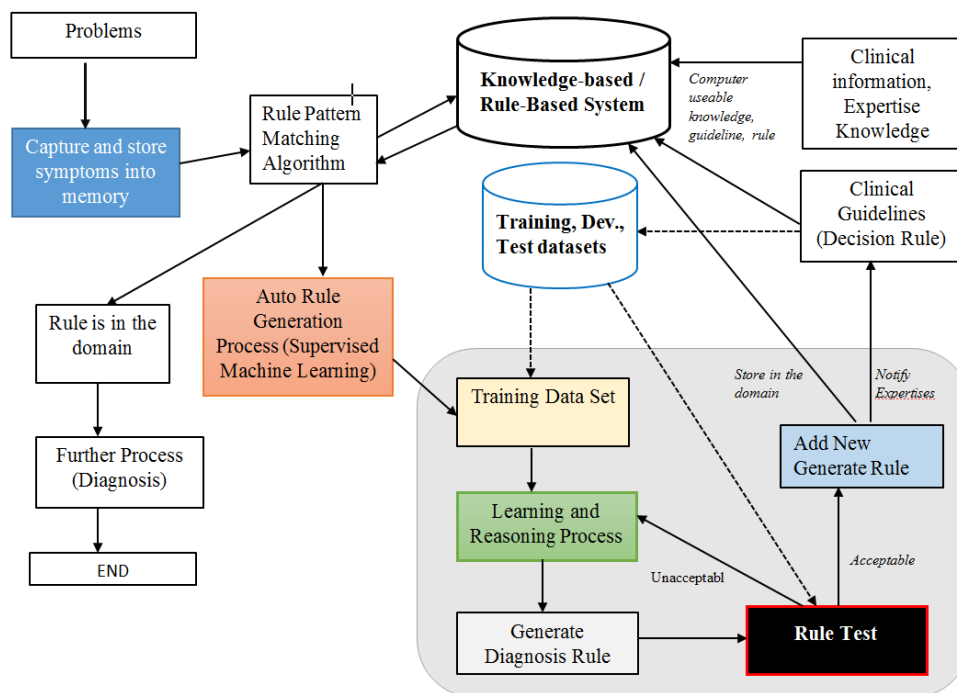 Problems
Capture and store
symptoms into
memory
Rule Pattern
Matching
Algorithm
Knowledge-based /
Rule-Based System
Computer
useable
knowledge,
guideline, rule
Clinical
information,
Expertise
Knowledge
Training, Dev.,
Test datasets
Clinical
Guidelines
(Decision Rule)
Rule is in the
domain
Auto Rule
Generation
Process (Supervised
Machine Learning)
Further Process
(Diagnosis)
END
Training Data Set
Store in the
domain
Notify
Expertises
Add New
Generate Rule
Learning and
Reasoning Process
Unacceptabl
Acceptable
Generate
Diagnosis Rule
Rule Test